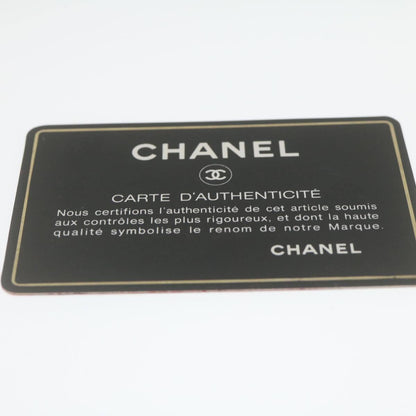 CHANEL
CARTE D'AUTHENTICITÉ
Nous certifions l'authenticité de cet article soumis
aux contrôles les plus rigoureux, et dont la haute
qualité symbolise le renom de notre Marque.
CHANEL